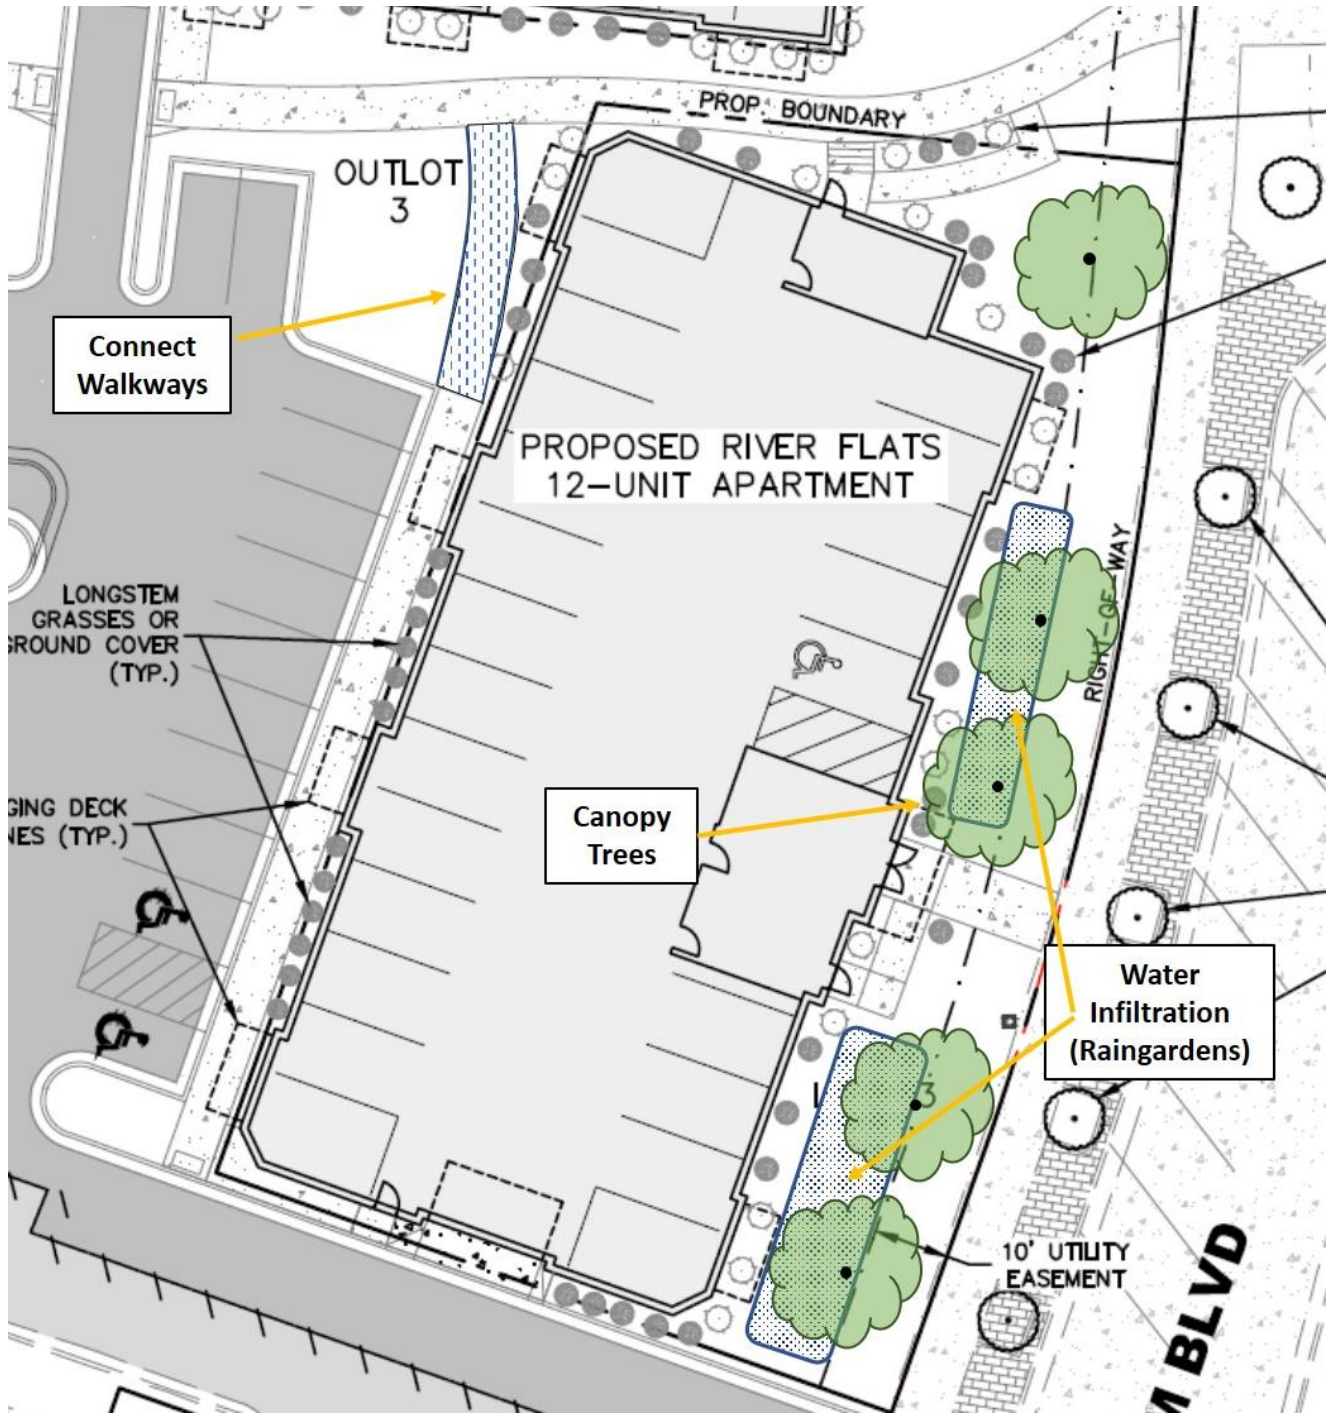 PROP. BOUNDARY
OUTLOT
3
Connect
Walkways
PROPOSED RIVER FLATS
12-UNIT APARTMENT
RIGHT-OF-WAY
LONGSTEM
GRASSES OR
GROUND COVER
(TYP.)
GING DECK
NES (TYP.)
Canopy
Trees
Water
Infiltration
(Raingardens)
3
10' UTILITY
EASEMENT
M BLVD